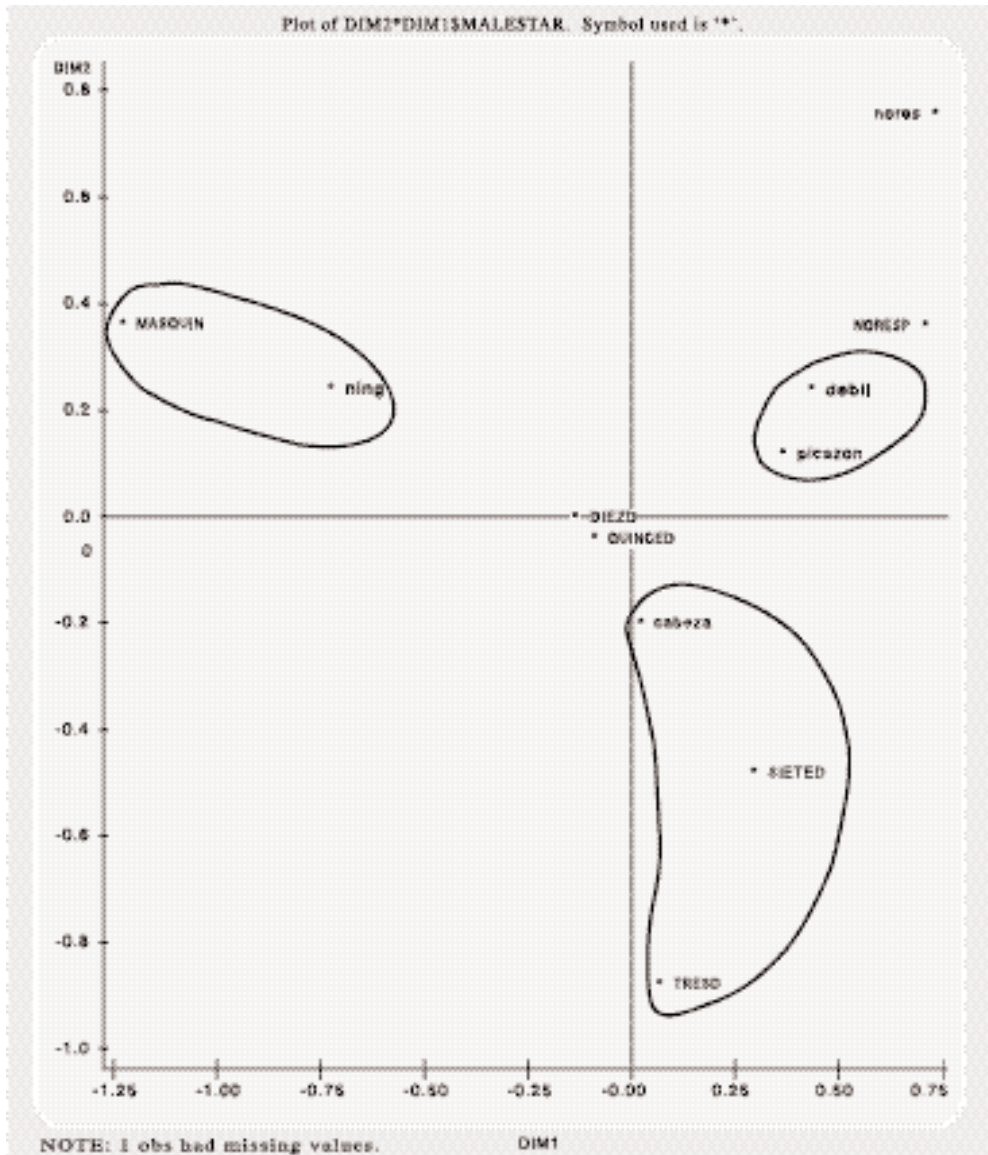 Plot of DIM2*DIM1$MALESTAR. Symbol used is '*'.
DIM2
0.8
nores
0.6
0.4
MASQUIN
NORESP
ning
debil
0.2
picazon
0.0
DIEZD
0
QUINCED
-0.2
cabeza
-0.4
SIETED
-0.6
-0.8
TRESD
-1.0
-1.25 -1.00 -0.75 -0.50 -0.25 -0.00 0.25 0.50 0.75
NOTE: 1 obs had missing values.
DIM1